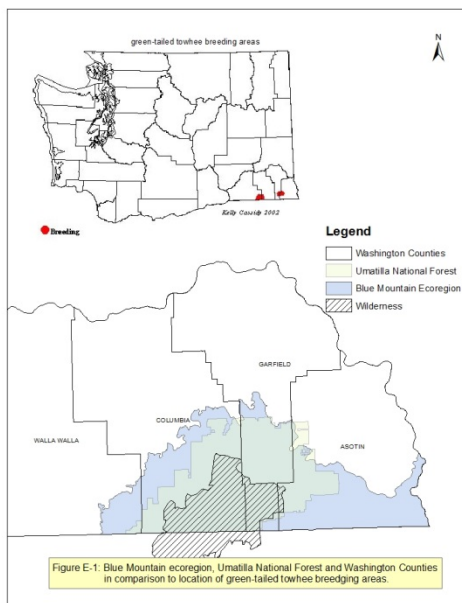 green-tailed towhee breeding areas
N
Kelly Cassidy 2002
Breeding
Legend
Washington Counties
Umatilla National Forest
Blue Mountain Ecoregion
Wilderness
GARFIELD
COLUMBIA
WALLA WALLA
ASOTIN
Figure E-1: Blue Mountain ecoregion, Umatilla National Forest and Washington Counties
in comparison to location of green-tailed towhee breedging areas.